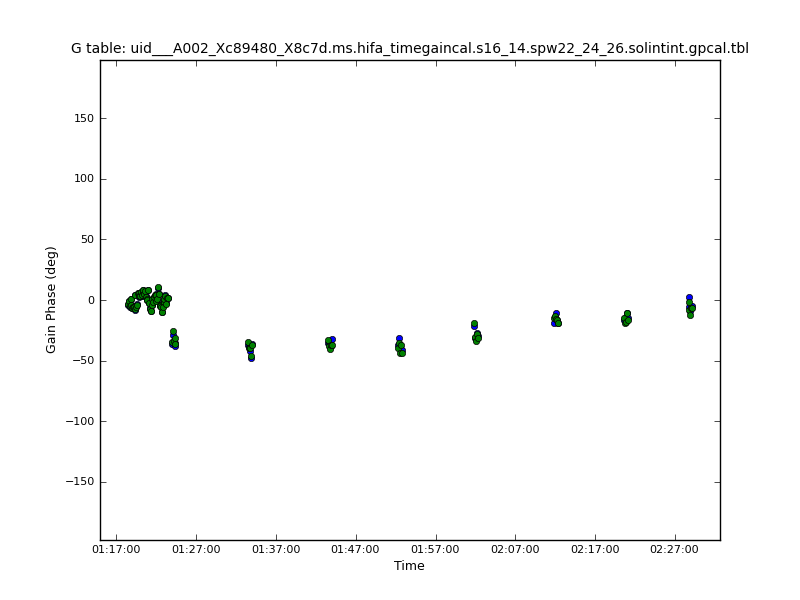 G table: uid___A002_Xc89480_X8c7d.ms.hifa_timegaincal.s16_14.spw22_24_26.solintint.gpcal.tbl
Gain Phase (deg)
150
100
50
0
−50
−100
−150
01:17:00 01:27:00 01:37:00 01:47:00 01:57:00 02:07:00 02:17:00 02:27:00
Time